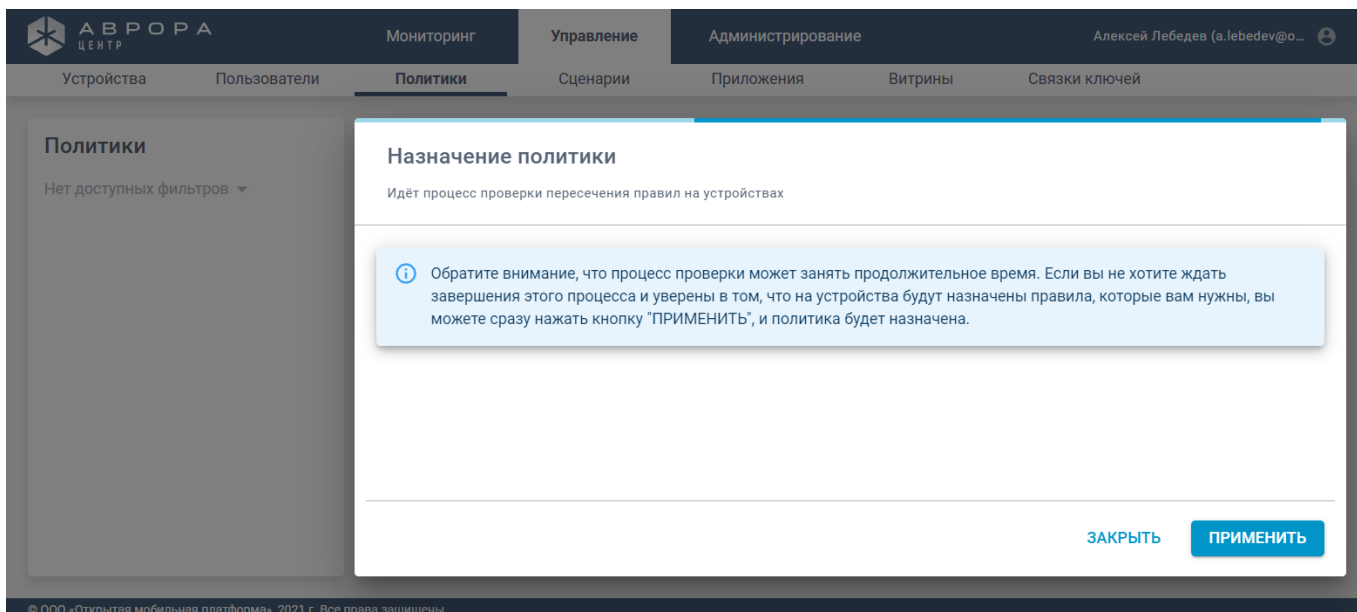 АВРОРА
ЦЕНТР
Мониторинг Управление Администрирование Алексей Лебедев (a.lebedev@o...
Устройства Пользователи Политики Сценарии Приложения Витрины Связки ключей
Политики
Нет доступных фильтров
Назначение политики
Идёт процесс проверки пересечения правил на устройствах
Обратите внимание, что процесс проверки может занять продолжительное время. Если вы не хотите ждать
завершения этого процесса и уверены в том, что на устройства будут назначены правила, которые вам нужны, вы
можете сразу нажать кнопку "ПРИМЕНИТЬ", и политика будет назначена.
ЗАКРЫТЬ ПРИМЕНИТЬ
© ООО «Открытая мобильная платформа», 2021 г. Все права защищены